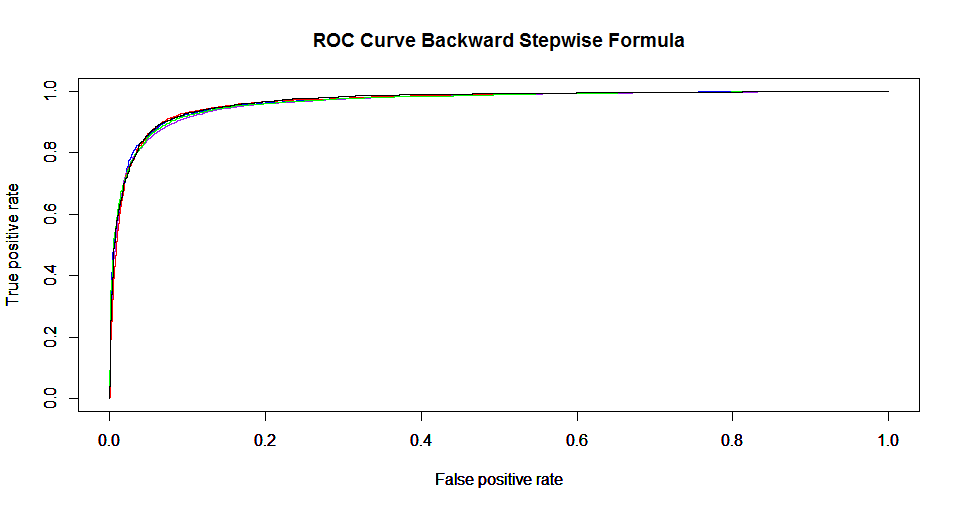 ROC Curve Backward Stepwise Formula
True positive rate
1.0
0.8
0.6
0.4
0.2
0.0
0.0 0.2 0.4 0.6 0.8 1.0
False positive rate